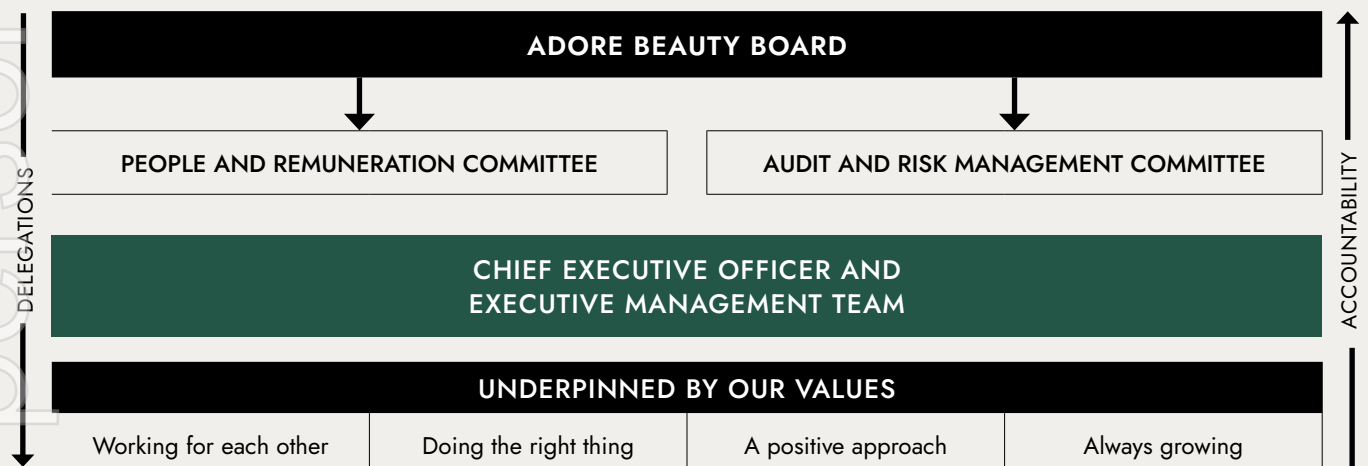 ADORE BEAUTY BOARD
PEOPLE AND REMUNERATION COMMITTEE
AUDIT AND RISK MANAGEMENT COMMITTEE
DELEGATIONS
ACCOUNTABILITY
CHIEF EXECUTIVE OFFICER AND
EXECUTIVE MANAGEMENT TEAM
UNDERPINNED BY OUR VALUES
Working for each other
Doing the right thing
A positive approach
Always growing